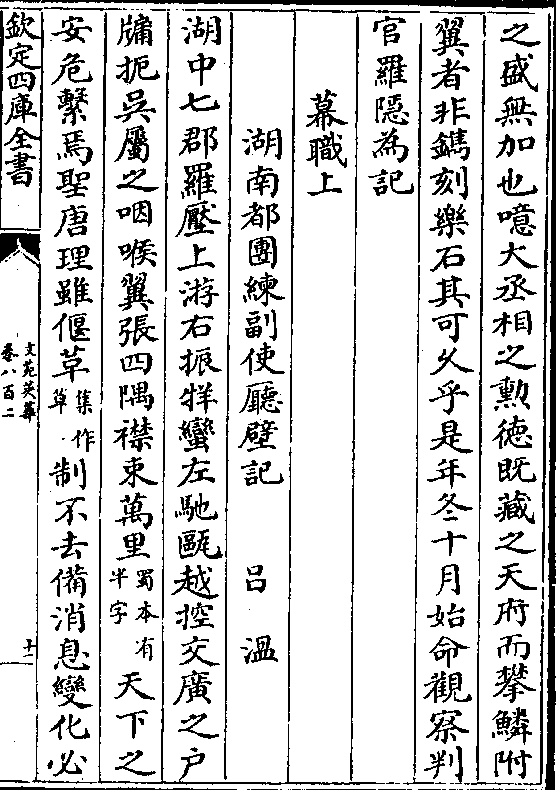 之盛無加也噫大丞相之勲徳既藏之天府而攀鱗附
翼者非鐫刻樂石其可久乎是年冬十月始命觀察判
官羅隱為記
幕職上
湖南都團練副使廳壁記 吕温
湖中七郡羅壓上游右振牂蠻左馳甌越控交廣之户
牖扼吳屬之咽喉翼張四隅襟束萬里蜀本有半字天下之
安危繫焉聖唐理雖偃草集作草制不去備消息變化必
欽定四庫全書
文苑英華
卷八百二
十一